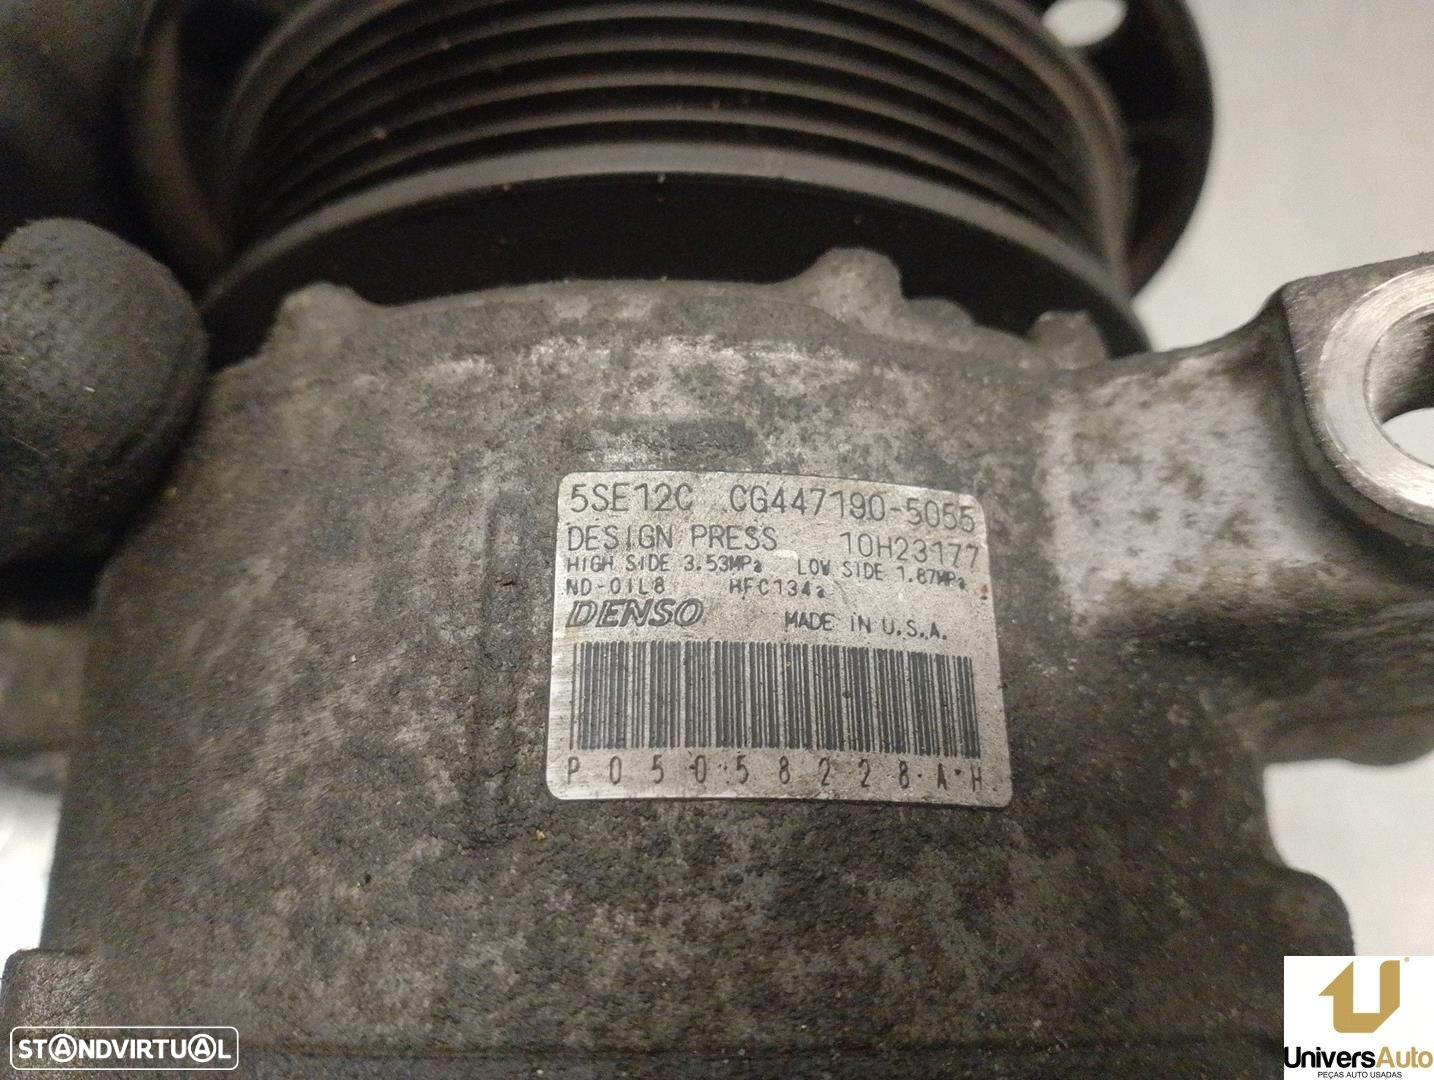 5SE12C CG447190-5055
DESIGN PRESS 10H23177
HIGH SIDE 3.53MPa LOW SIDE 1.87MPa
ND-OIL8 HFC134a
DENSO MADE IN U.S.A.
P05058228AH
STANDVIRTUAL
UniversAuto
PEÇAS AUTO USADAS